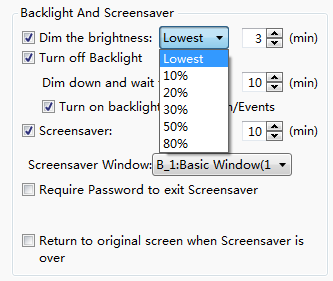 Backlight And Screensaver
Dim the brightness: Lowest 3 (min)
Lowest
10%
20%
30%
50%
80%
Turn off Backlight
Dim down and wait 10 (min)
Turn on backlight n/Events
Screensaver: 10 (min)
Screensaver Window: B_1:Basic Window(1
Require Password to exit Screensaver
Return to original screen when Screensaver is
over